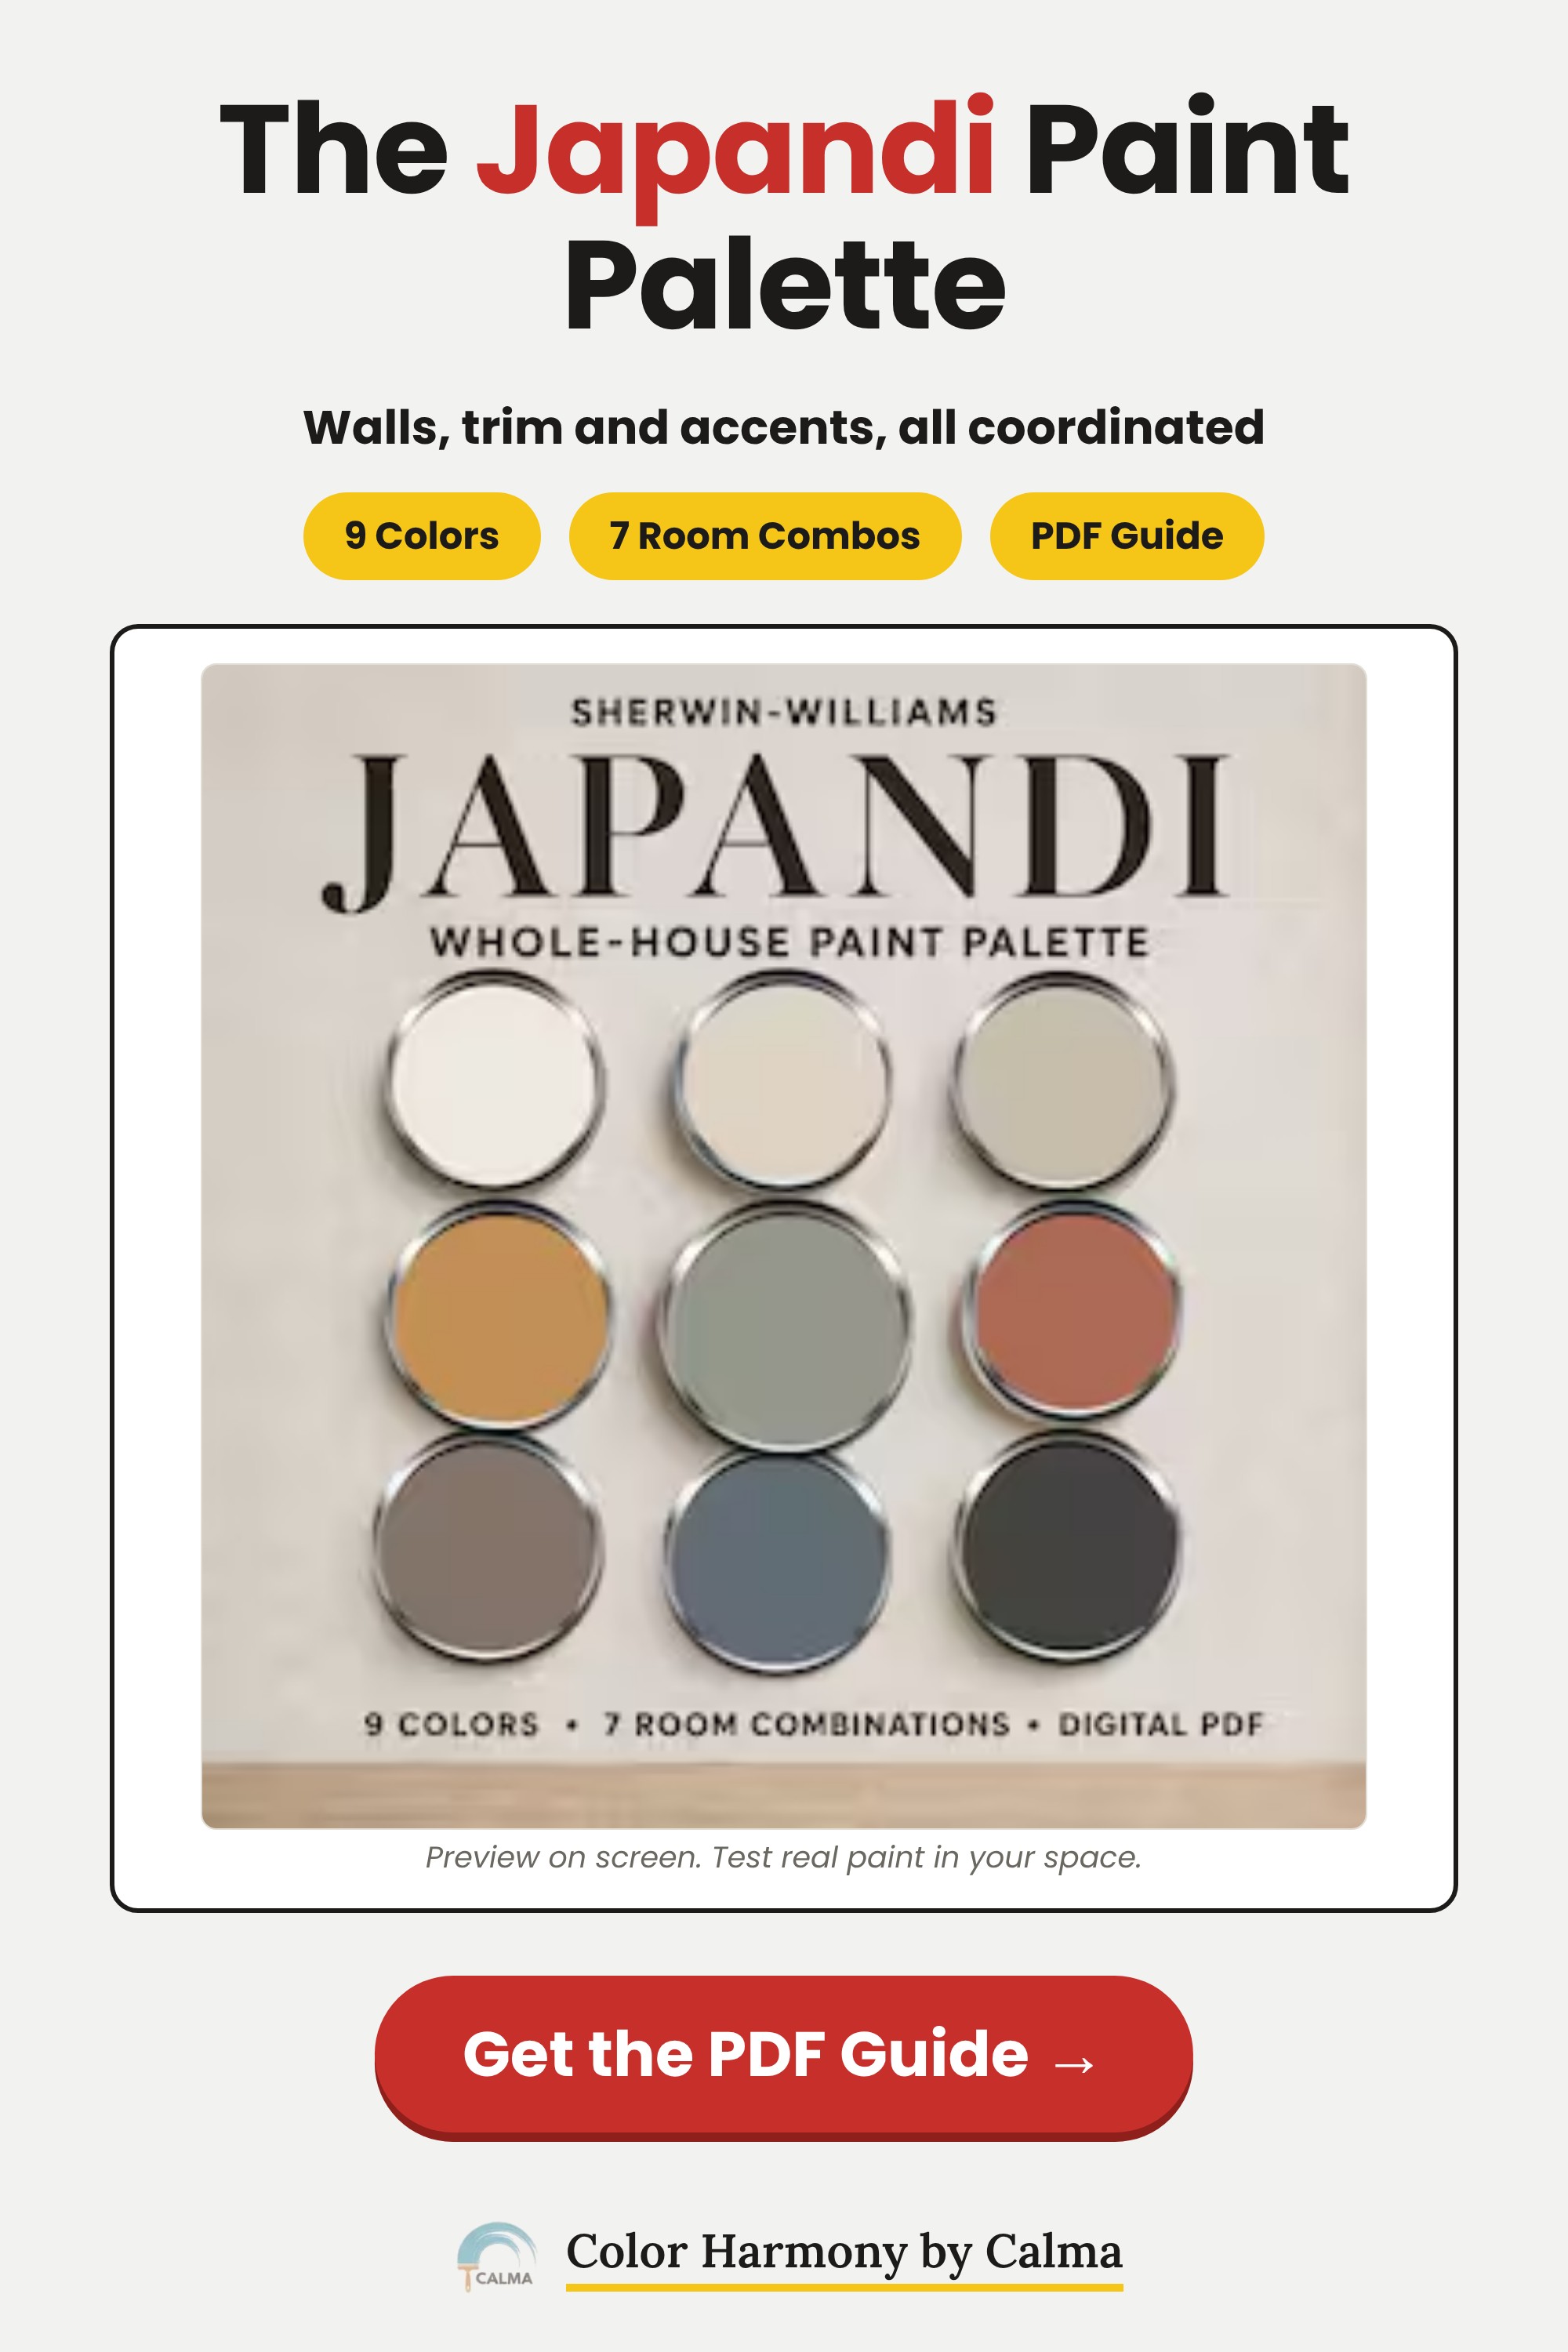 The Japandi Paint
Palette
Walls, trim and accents, all coordinated
9 Colors
7 Room Combos
PDF Guide
SHERWIN-WILLIAMS
JAPANDI
WHOLE-HOUSE PAINT PALETTE
9 COLORS • 7 ROOM COMBINATIONS • DIGITAL PDF
Preview on screen. Test real paint in your space.
Get the PDF Guide →
CALMA
Color Harmony by Calma